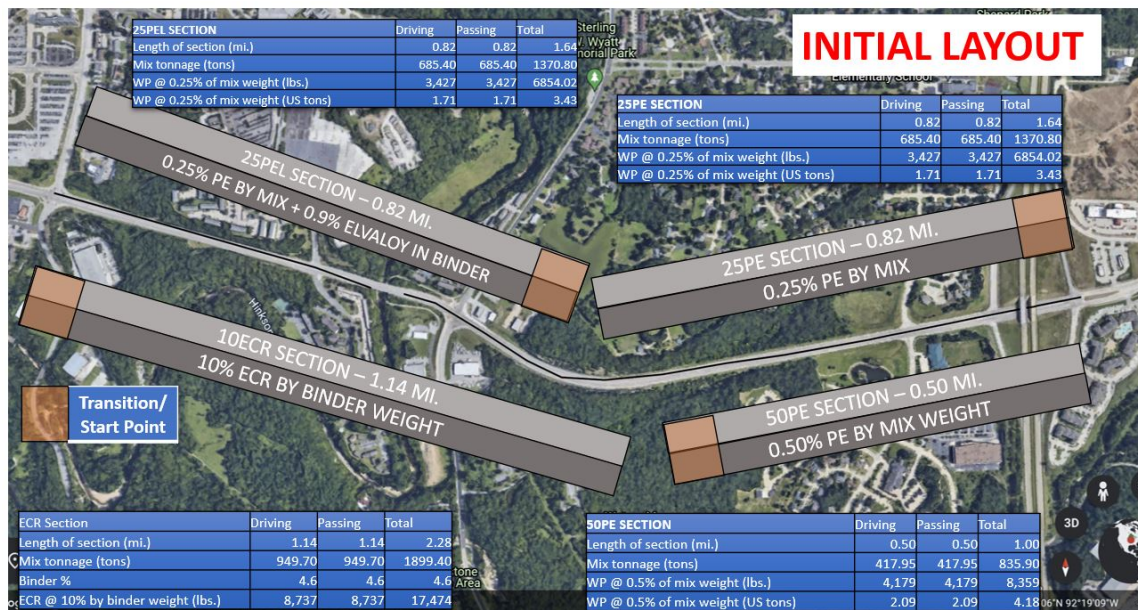 INITIAL LAYOUT
25PEL SECTION Driving Passing Total
Length of section (mi.) 0.82 0.82 1.64
Mix tonnage (tons) 685.40 685.40 1370.80
WP @ 0.25% of mix weight (lbs.) 3,427 3,427 6854.02
WP @ 0.25% of mix weight (US tons) 1.71 1.71 3.43
Sterling
Wyatt
morial Park
Elementary School
25PE SECTION Driving Passing Total
Length of section (mi.) 0.82 0.82 1.64
Mix tonnage (tons) 685.40 685.40 1370.80
WP @ 0.25% of mix weight (lbs.) 3,427 3,427 6854.02
WP @ 0.25% of mix weight (US tons) 1.71 1.71 3.43
25PEL SECTION – 0.82 MI.
0.25% PE BY MIX + 0.9% ELVALOY IN BINDER
25PE SECTION – 0.82 MI.
0.25% PE BY MIX
Hinkso
10ECR SECTION – 1.14 MI.
10% ECR BY BINDER WEIGHT
50PE SECTION – 0.50 MI.
0.50% PE BY MIX WEIGHT
Transition/
Start Point
ECR Section Driving Passing Total
Length of section (mi.) 1.14 1.14 2.28
Mix tonnage (tons) 949.70 949.70 1899.40
Binder % 4.6 4.6 4.6
ECR @ 10% by binder weight (lbs.) 8,737 8,737 17,474
tone
Area
50PE SECTION Driving Passing Total
Length of section (mi.) 0.50 0.50 1.00
Mix tonnage (tons) 417.95 417.95 835.90
WP @ 0.5% of mix weight (lbs.) 4,179 4,179 8,359
WP @ 0.5% of mix weight (US tons) 2.09 2.09 4.18
3D
06"N 92°19'09"W